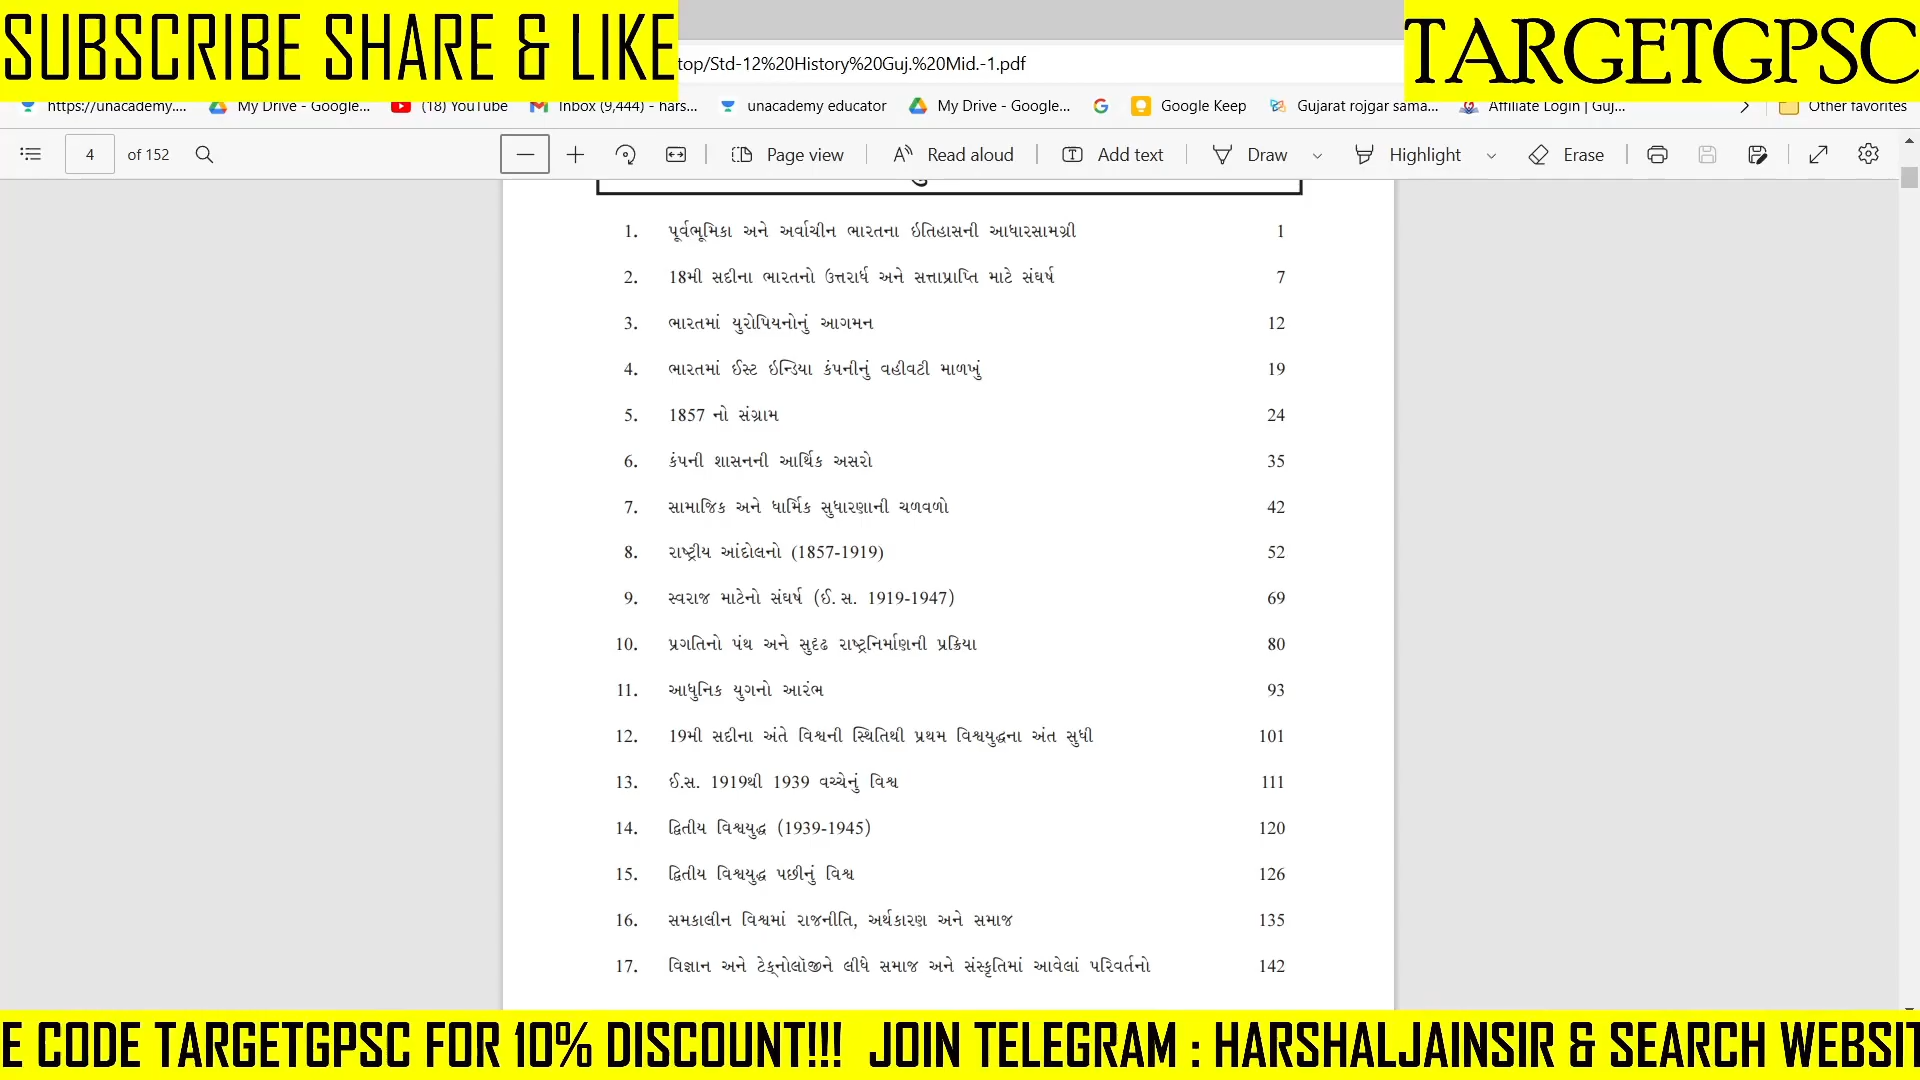 SUBSCRIBE SHARE & LIKE
TARGETGPSC
top/Std-12%20History%20Guj.%20Mid.-1.pdf
https://unacademy.... My Drive - Google... (18) YouTube Inbox (9,444) - hars... unacademy educator My Drive - Google... Google Keep Gujarat rojgar sama... Affiliate Login | Guj... Other favorites
4 of 152 Page view Read aloud Add text Draw Highlight Erase
1. પૂર્વભૂમિકા અને અર્વાચીન ભારતના ઇતિહાસની આધારસામગ્રી 1
2. 18મી સદીના ભારતનો ઉત્તરાર્ધ અને સત્તાપ્રાપ્તિ માટે સંઘર્ષ 7
3. ભારતમાં યુરોપિયનોનું આગમન 12
4. ભારતમાં ઈસ્ટ ઇન્ડિયા કંપનીનું વહીવટી માળખું 19
5. 1857 નો સંગ્રામ 24
6. કંપની શાસનની આર્થિક અસરો 35
7. સામાજિક અને ધાર્મિક સુધારણાની ચળવળો 42
8. રાષ્ટ્રીય આંદોલનો (1857-1919) 52
9. સ્વરાજ માટેનો સંઘર્ષ (ઈ. સ. 1919-1947) 69
10. પ્રગતિનો પંથ અને સુદૃઢ રાષ્ટ્રનિર્માણની પ્રક્રિયા 80
11. આધુનિક યુગનો આરંભ 93
12. 19મી સદીના અંતે વિશ્વની સ્થિતિથી પ્રથમ વિશ્વયુદ્ધના અંત સુધી 101
13. ઈ.સ. 1919થી 1939 વચ્ચેનું વિશ્વ 111
14. દ્વિતીય વિશ્વયુદ્ધ (1939-1945) 120
15. દ્વિતીય વિશ્વયુદ્ધ પછીનું વિશ્વ 126
16. સમકાલીન વિશ્વમાં રાજનીતિ, અર્થકારણ અને સમાજ 135
17. વિજ્ઞાન અને ટેક્નોલૉજીને લીધે સમાજ અને સંસ્કૃતિમાં આવેલાં પરિવર્તનો 142
E CODE TARGETGPSC FOR 10% DISCOUNT!!! JOIN TELEGRAM : HARSHALJAINSIR & SEARCH WEBSIT